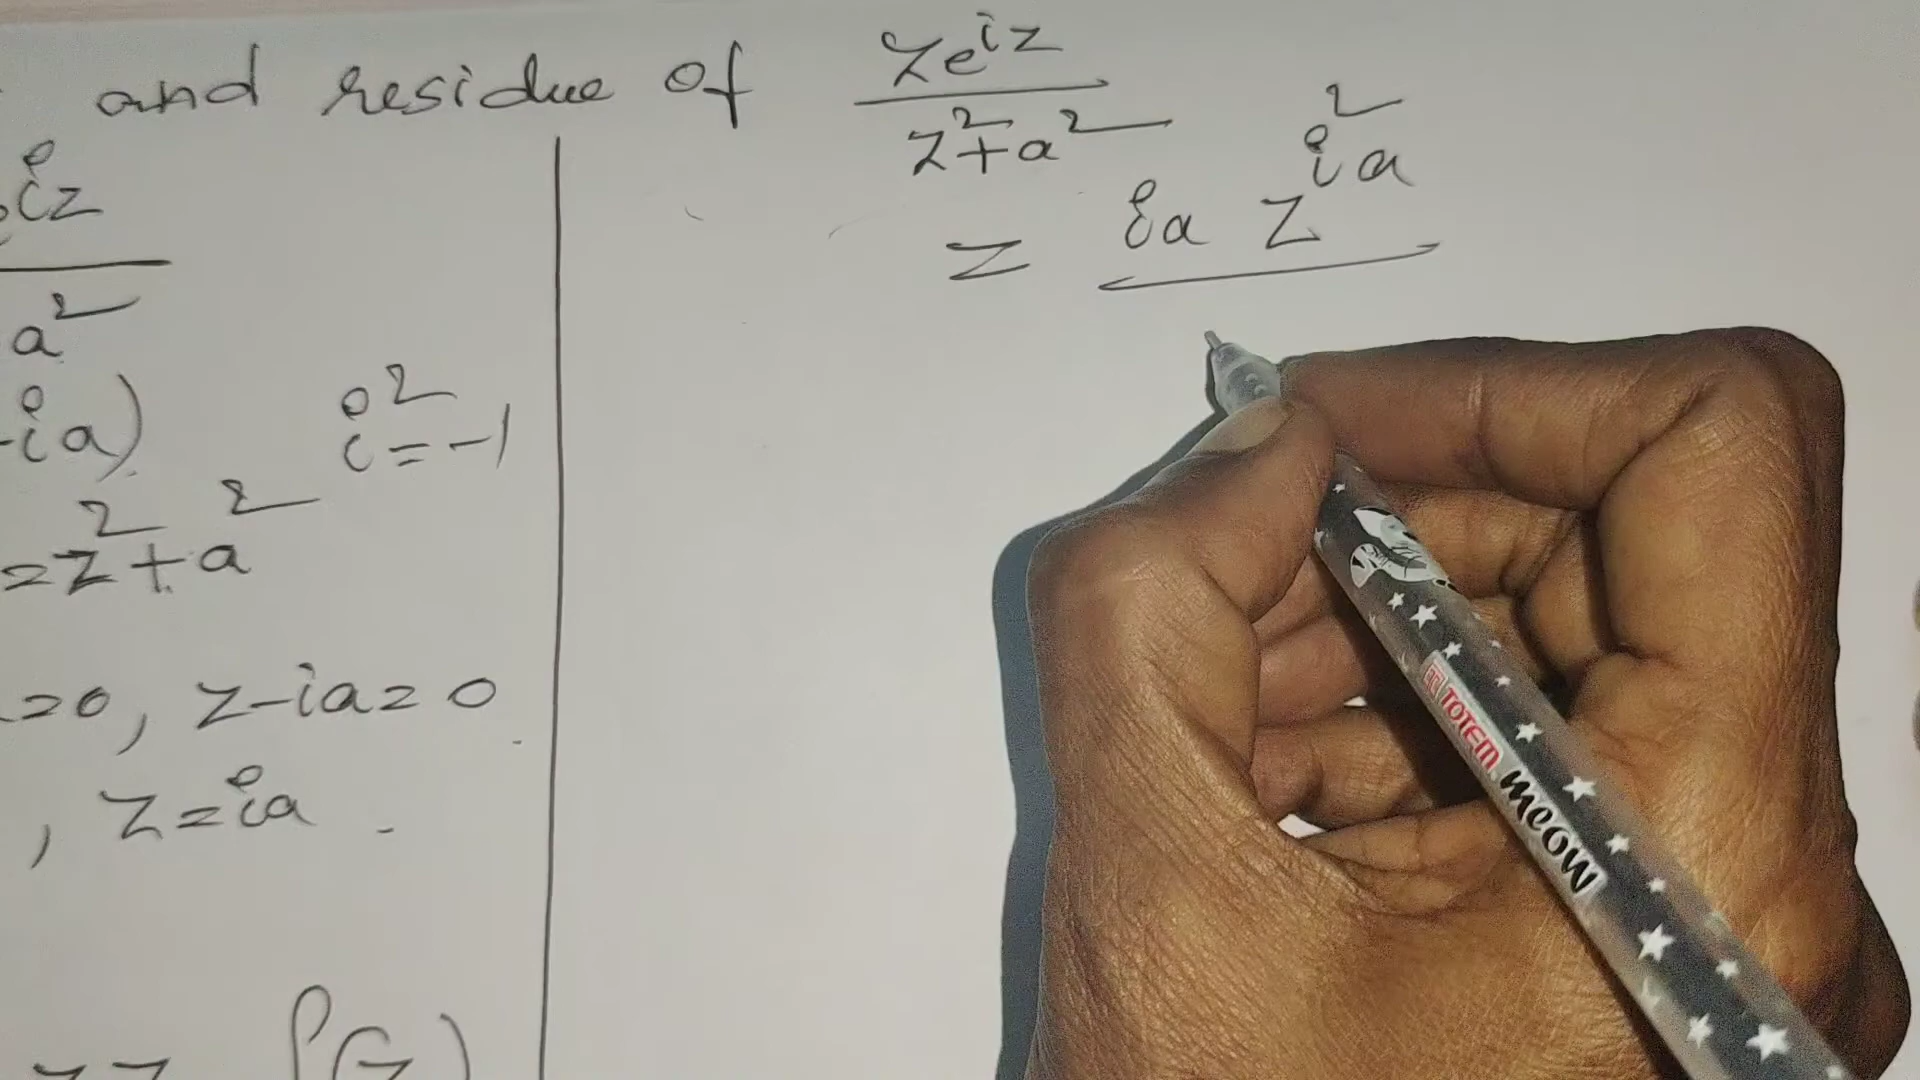 and residue of ze^{iz}/z²+a²
iz
a²
-ia)
i²=-1
=z²+a²
=0, z-ia=0
, z=ia
= ia z^{i²a}
TOTEM meow